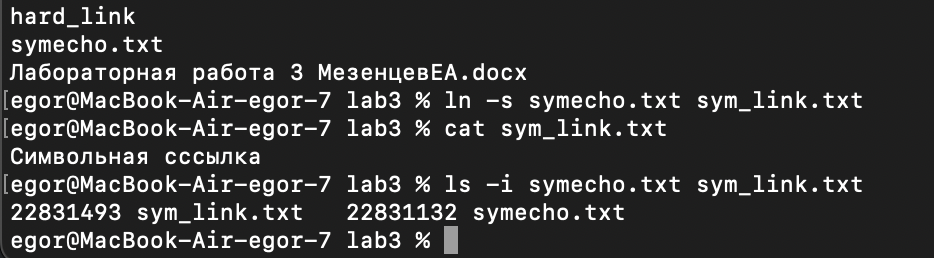 hard_link
symecho.txt
Лабораторная работа 3 МезенцевЕА.docx
[egor@MacBook-Air-egor-7 lab3 % ln -s symecho.txt sym_link.txt
[egor@MacBook-Air-egor-7 lab3 % cat sym_link.txt
Символьная сссылка
[egor@MacBook-Air-egor-7 lab3 % ls -i symecho.txt sym_link.txt
22831493 sym_link.txt   22831132 symecho.txt
egor@MacBook-Air-egor-7 lab3 %